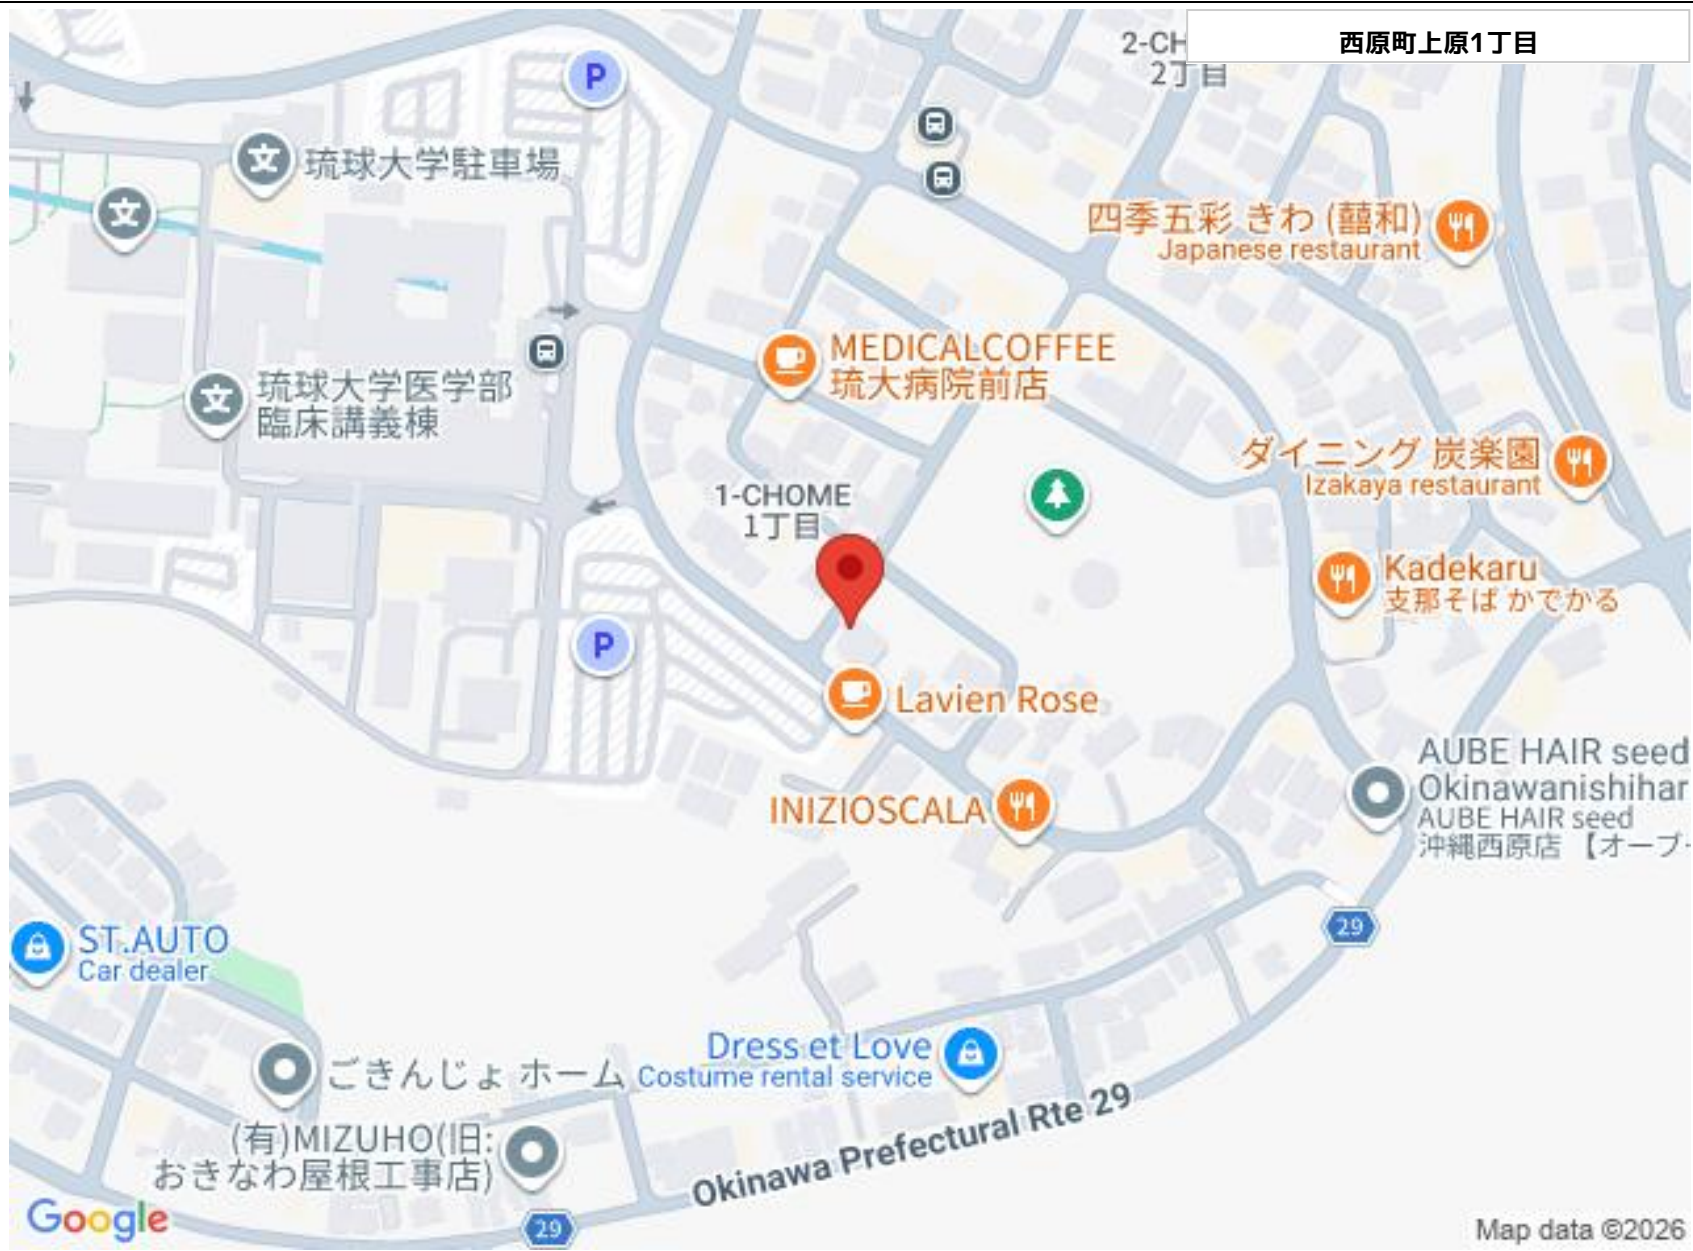 西原町上原1丁目
2-CH
2丁目
P
文
琉球大学駐車場
文
四季五彩 きわ (囍和)
Japanese restaurant
MEDICALCOFFEE
琉大病院前店
文
琉球大学医学部
臨床講義棟
ダイニング 炭楽園
Izakaya restaurant
1-CHOME
1丁目
Kadekaru
支那そば かでかる
P
Lavien Rose
AUBE HAIR seed
Okinawanishihar
AUBE HAIR seed
沖縄西原店 【オーブ
INIZIOSCALA
29
ST.AUTO
Car dealer
Dress et Love
Costume rental service
ごきんじょ ホーム
Okinawa Prefectural Rte 29
(有)MIZUHO(旧:
おきなわ屋根工事店)
29
Google
Map data ©2026